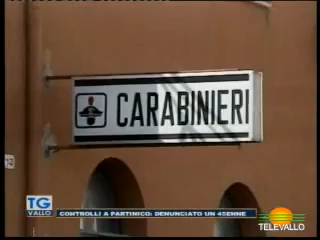 CARABINIERI
TG
VALLO
CONTROLLI A PARTINICO: DENUNCIATO UN 45ENNE
TELEVALLO